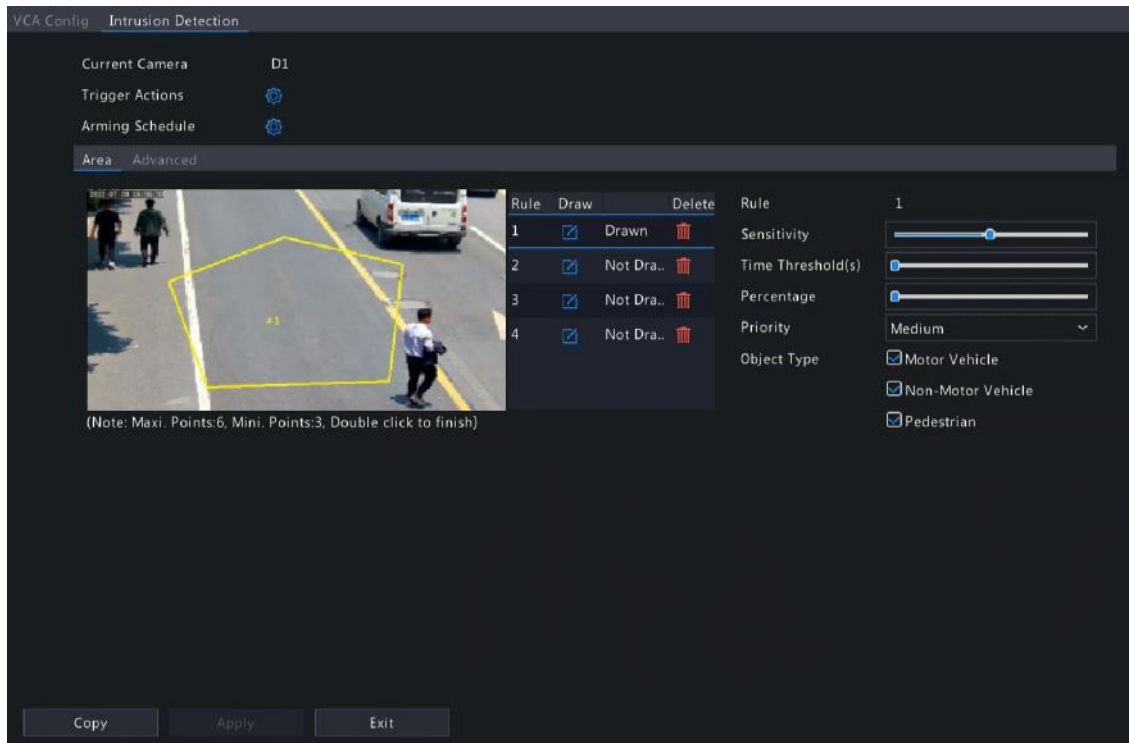 VCA Config Intrusion Detection
Current Camera D1
Trigger Actions
Arming Schedule
Area Advanced
Rule Draw Delete
1 Drawn
2 Not Dra..
3 Not Dra..
4 Not Dra..
#1
(Note: Maxi. Points:6, Mini. Points:3, Double click to finish)
Rule 1
Sensitivity
Time Threshold(s)
Percentage
Priority Medium
Object Type Motor Vehicle
Non-Motor Vehicle
Pedestrian
Copy Apply Exit